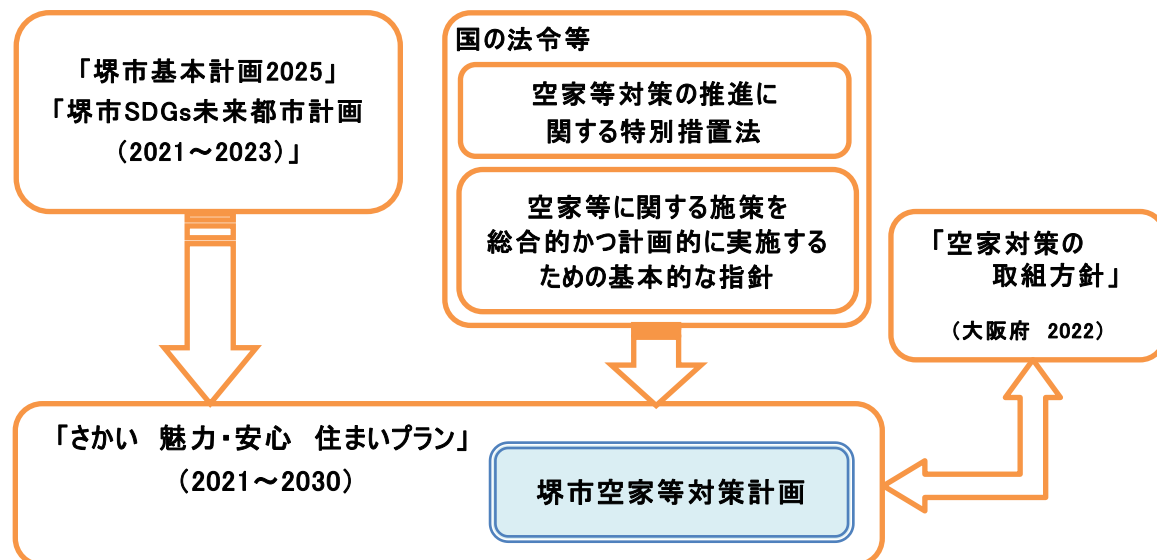 「堺市基本計画2025」
「堺市SDGs未来都市計画
（2021～2023）」
国の法令等
空家等対策の推進に
関する特別措置法
空家等に関する施策を
総合的かつ計画的に実施する
ための基本的な指針
「空家対策の
取組方針」
（大阪府　2022）
「さかい　魅力・安心　住まいプラン」
（2021～2030）
堺市空家等対策計画